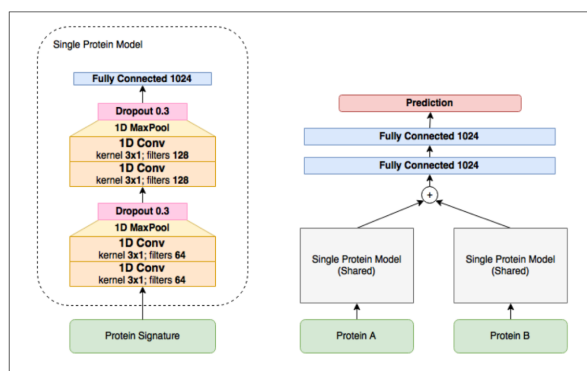 Single Protein Model
Fully Connected 1024
Dropout 0.3
1D MaxPool
1D Conv
kernel 3x1; filters 128
1D Conv
kernel 3x1; filters 128
Dropout 0.3
1D MaxPool
1D Conv
kernel 3x1; filters 64
1D Conv
kernel 3x1; filters 64
Protein Signature
Prediction
Fully Connected 1024
Fully Connected 1024
+
Single Protein Model
(Shared)
Single Protein Model
(Shared)
Protein A
Protein B